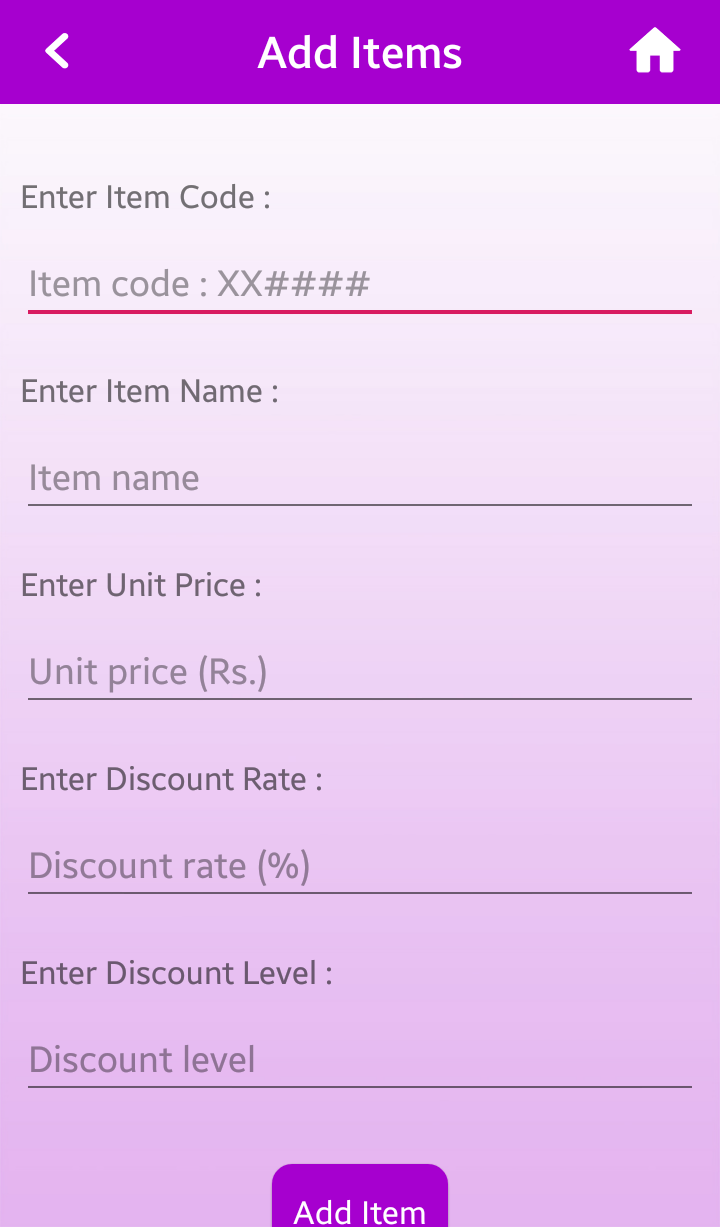 Add Items
Enter Item Code :
Item code : XX####
Enter Item Name :
Item name
Enter Unit Price :
Unit price (Rs.)
Enter Discount Rate :
Discount rate (%)
Enter Discount Level :
Discount level
Add Item